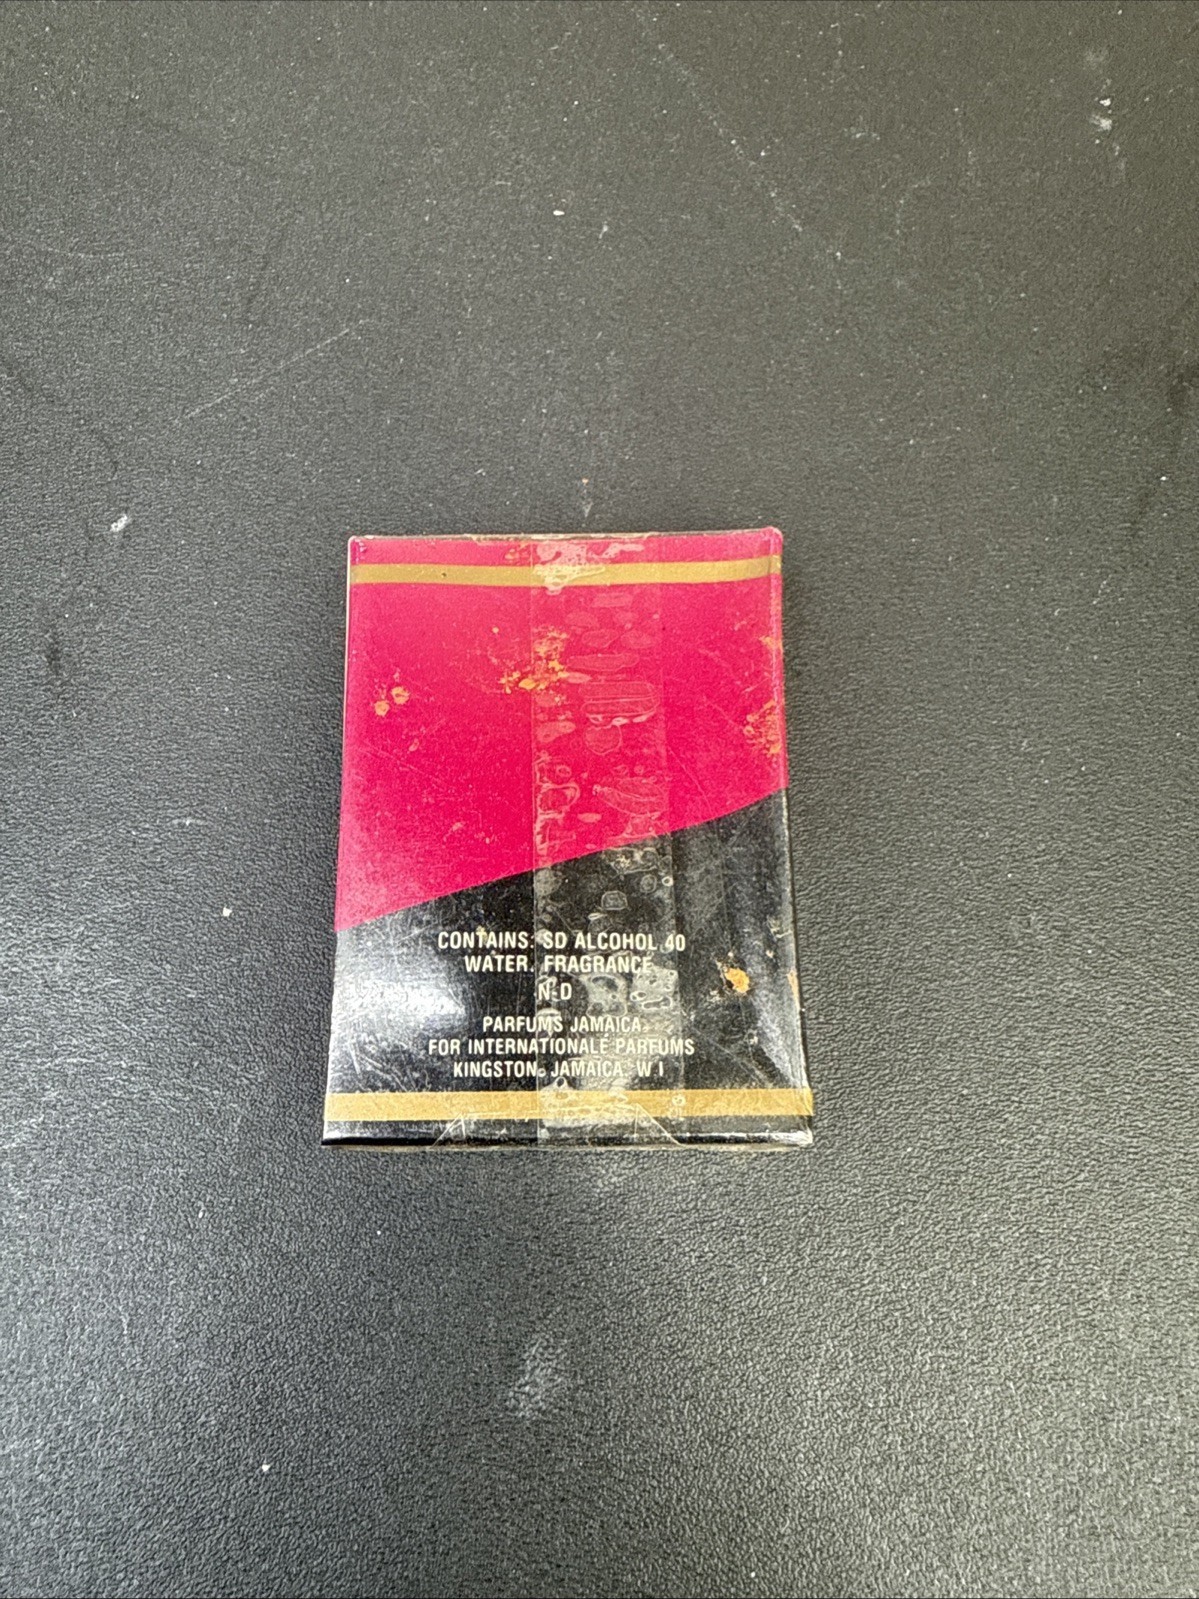 CONTAINS: SD ALCOHOL 40
WATER, FRAGRANCE
N-D
PARFUMS JAMAICA
FOR INTERNATIONALE PARFUMS
KINGSTON, JAMAICA, W I